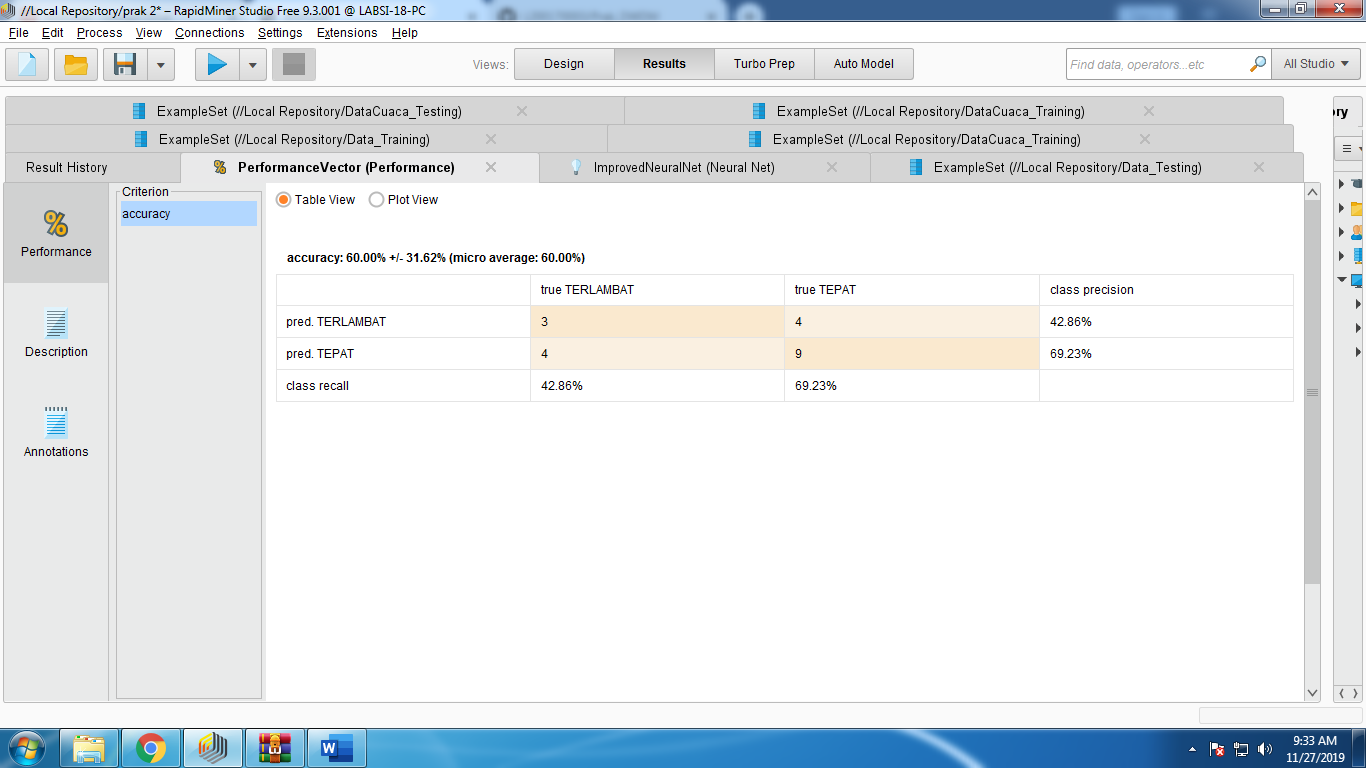 //Local Repository/prak 2* – RapidMiner Studio Free 9.3.001 @ LABSI-18-PC
File Edit Process View Connections Settings Extensions Help
Views: Design Results Turbo Prep Auto Model Find data, operators...etc All Studio
ExampleSet (//Local Repository/DataCuaca_Testing) ExampleSet (//Local Repository/DataCuaca_Training)
ExampleSet (//Local Repository/Data_Training) ExampleSet (//Local Repository/DataCuaca_Training)
Result History PerformanceVector (Performance) ImprovedNeuralNet (Neural Net) ExampleSet (//Local Repository/Data_Testing)
ry
%
Performance
Description
Annotations
Criterion
accuracy
Table View Plot View
accuracy: 60.00% +/- 31.62% (micro average: 60.00%)
true TERLAMBAT true TEPAT class precision
pred. TERLAMBAT 3 4 42.86%
pred. TEPAT 4 9 69.23%
class recall 42.86% 69.23%
9:33 AM
11/27/2019